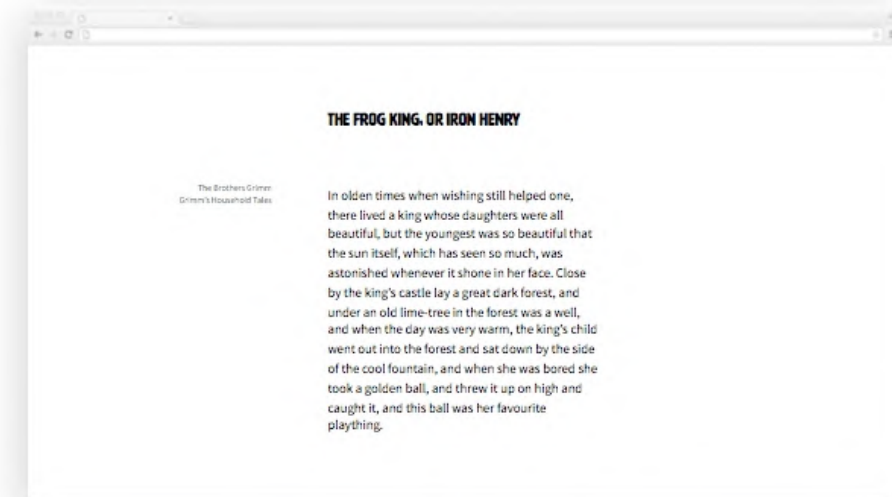 THE FROG KING, OR IRON HENRY
The Brothers Grimm
Grimm's Household Tales
In olden times when wishing still helped one,
there lived a king whose daughters were all
beautiful, but the youngest was so beautiful that
the sun itself, which has seen so much, was
astonished whenever it shone in her face. Close
by the king's castle lay a great dark forest, and
under an old lime-tree in the forest was a well,
and when the day was very warm, the king's child
went out into the forest and sat down by the side
of the cool fountain, and when she was bored she
took a golden ball, and threw it up on high and
caught it, and this ball was her favourite
plaything.